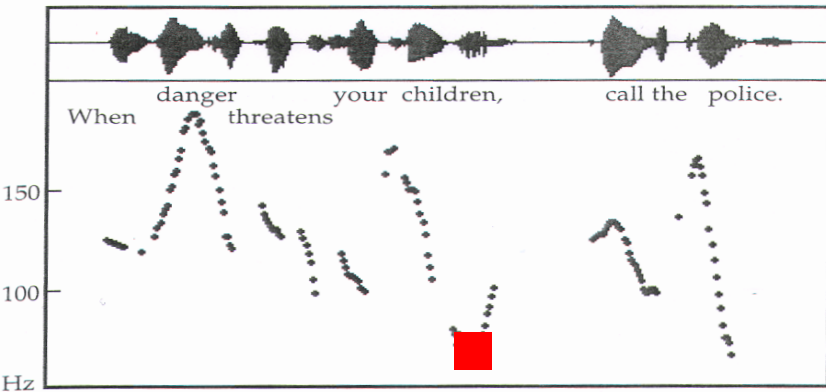 danger your children, call the police.
When threatens
150
100
Hz